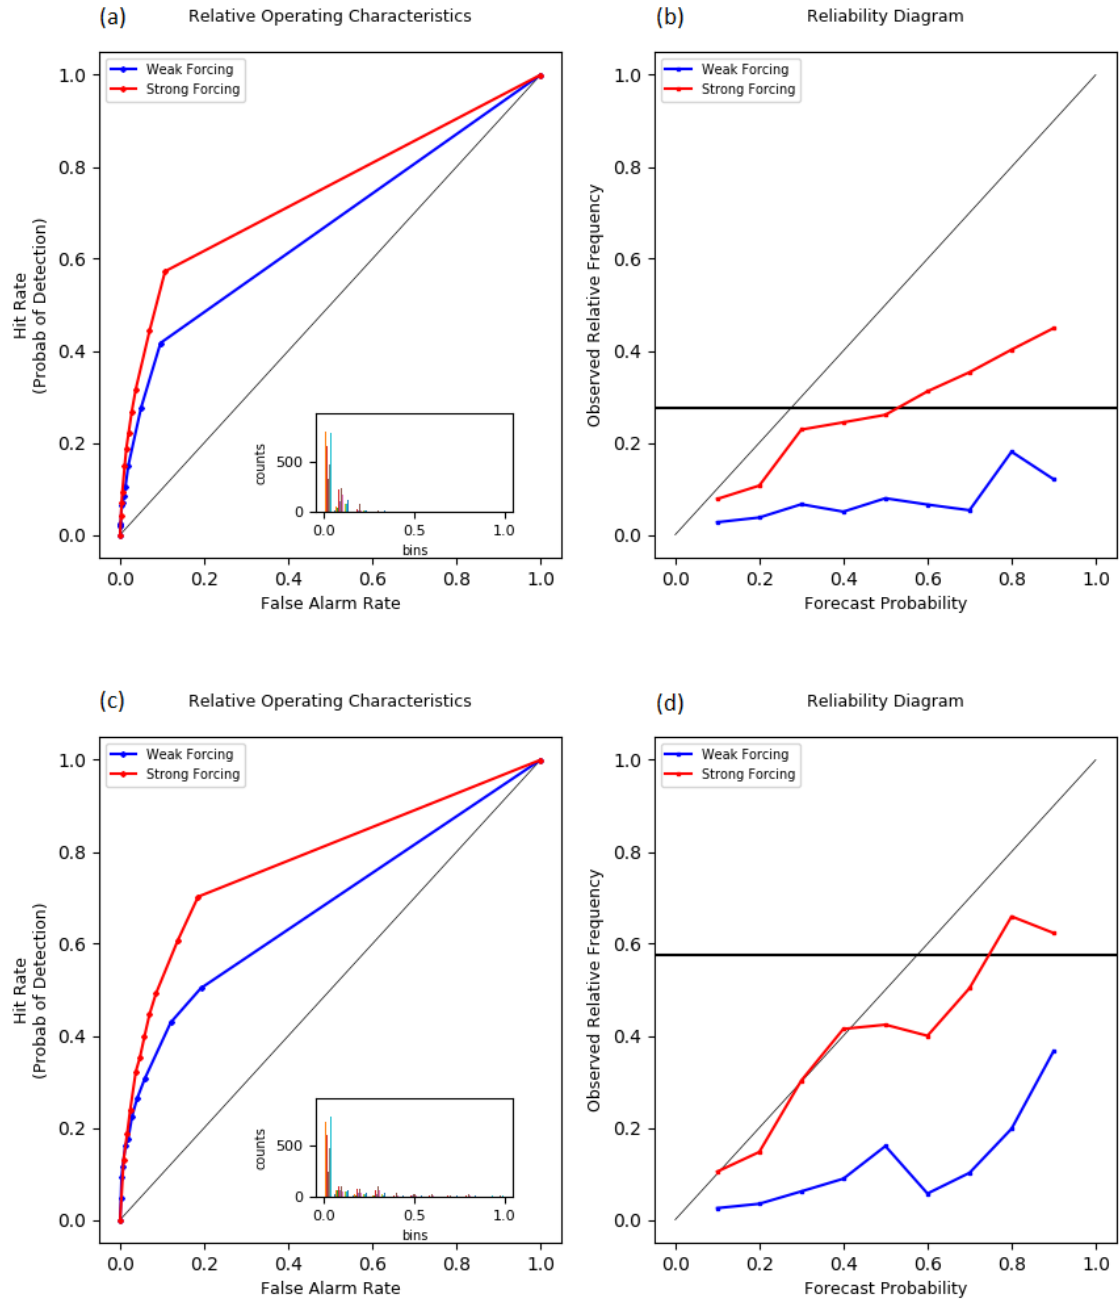 (a)
Relative Operating Characteristics
Weak Forcing
Strong Forcing
1.0
0.8
0.6
0.4
0.2
0.0
Hit Rate
(Probab of Detection)
500
0
counts
0.0 0.5 1.0
bins
0.0 0.2 0.4 0.6 0.8 1.0
False Alarm Rate
(b)
Reliability Diagram
Weak Forcing
Strong Forcing
1.0
0.8
0.6
0.4
0.2
0.0
Observed Relative Frequency
0.0 0.2 0.4 0.6 0.8 1.0
Forecast Probability
(c)
Relative Operating Characteristics
Weak Forcing
Strong Forcing
1.0
0.8
0.6
0.4
0.2
0.0
Hit Rate
(Probab of Detection)
500
0
counts
0.0 0.5 1.0
bins
0.0 0.2 0.4 0.6 0.8 1.0
False Alarm Rate
(d)
Reliability Diagram
Weak Forcing
Strong Forcing
1.0
0.8
0.6
0.4
0.2
0.0
Observed Relative Frequency
0.0 0.2 0.4 0.6 0.8 1.0
Forecast Probability